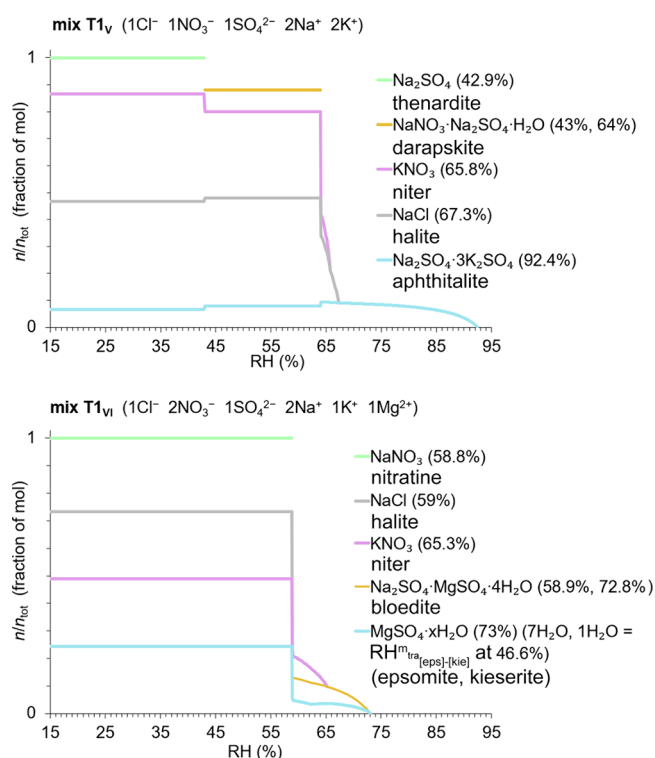 mix T1V (1Cl⁻ 1NO₃⁻ 1SO₄²⁻ 2Na⁺ 2K⁺)
1
Na₂SO₄ (42.9%)
thenardite
NaNO₃·Na₂SO₄·H₂O (43%, 64%)
darapskite
KNO₃ (65.8%)
niter
NaCl (67.3%)
halite
Na₂SO₄·3K₂SO₄ (92.4%)
aphthitalite
n/ntot (fraction of mol)
0
15 25 35 45 55 65 75 85 95
RH (%)
mix T1VI (1Cl⁻ 2NO₃⁻ 1SO₄²⁻ 2Na⁺ 1K⁺ 1Mg²⁺)
1
NaNO₃ (58.8%)
nitratine
NaCl (59%)
halite
KNO₃ (65.3%)
niter
Na₂SO₄·MgSO₄·4H₂O (58.9%, 72.8%)
bloedite
MgSO₄·xH₂O (73%) (7H₂O, 1H₂O =
RHᵐtra[eps]-[kie] at 46.6%)
(epsomite, kieserite)
n/ntot (fraction of mol)
0
15 25 35 45 55 65 75 85 95
RH (%)